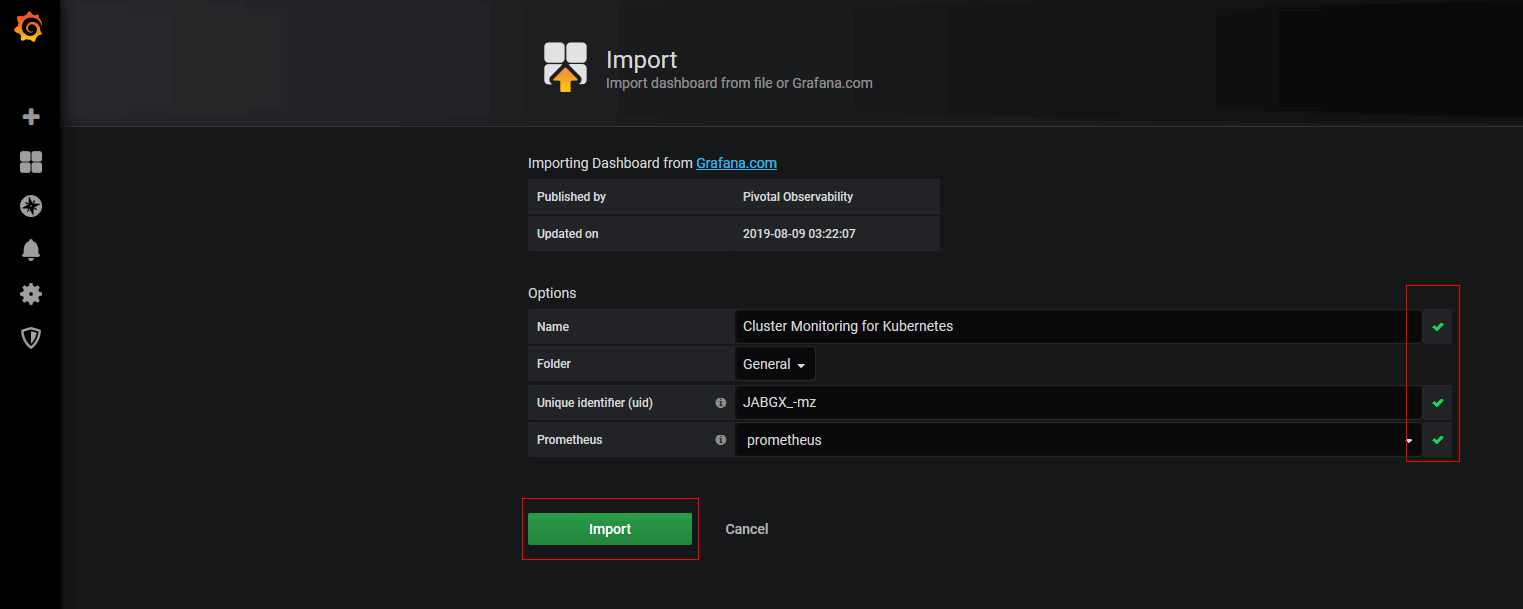 Import
Import dashboard from file or Grafana.com
Importing Dashboard from Grafana.com
Published by Pivotal Observability
Updated on 2019-08-09 03:22:07
Options
Name Cluster Monitoring for Kubernetes
Folder General
Unique identifier (uid) JABGX_-mz
Prometheus prometheus
Import Cancel